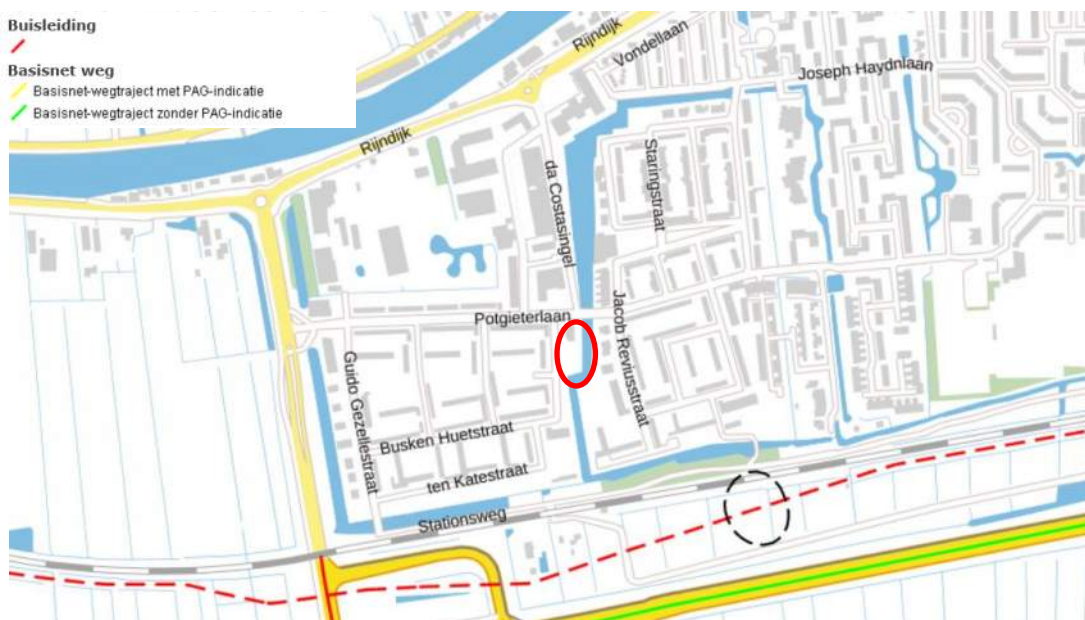 Buisleiding
Basisnet weg
Basisnet-wegtraject met PAG-indicatie
Basisnet-wegtraject zonder PAG-indicatie
Rijndijk
Vondellaan
Joseph Haydnlaan
Rijndijk
Staringstraat
da Costasingel
Potgieterlaan
Jacob Reviusstraat
Guido Gezellestraat
Busken Huetstraat
ten Katestraat
Stationsweg